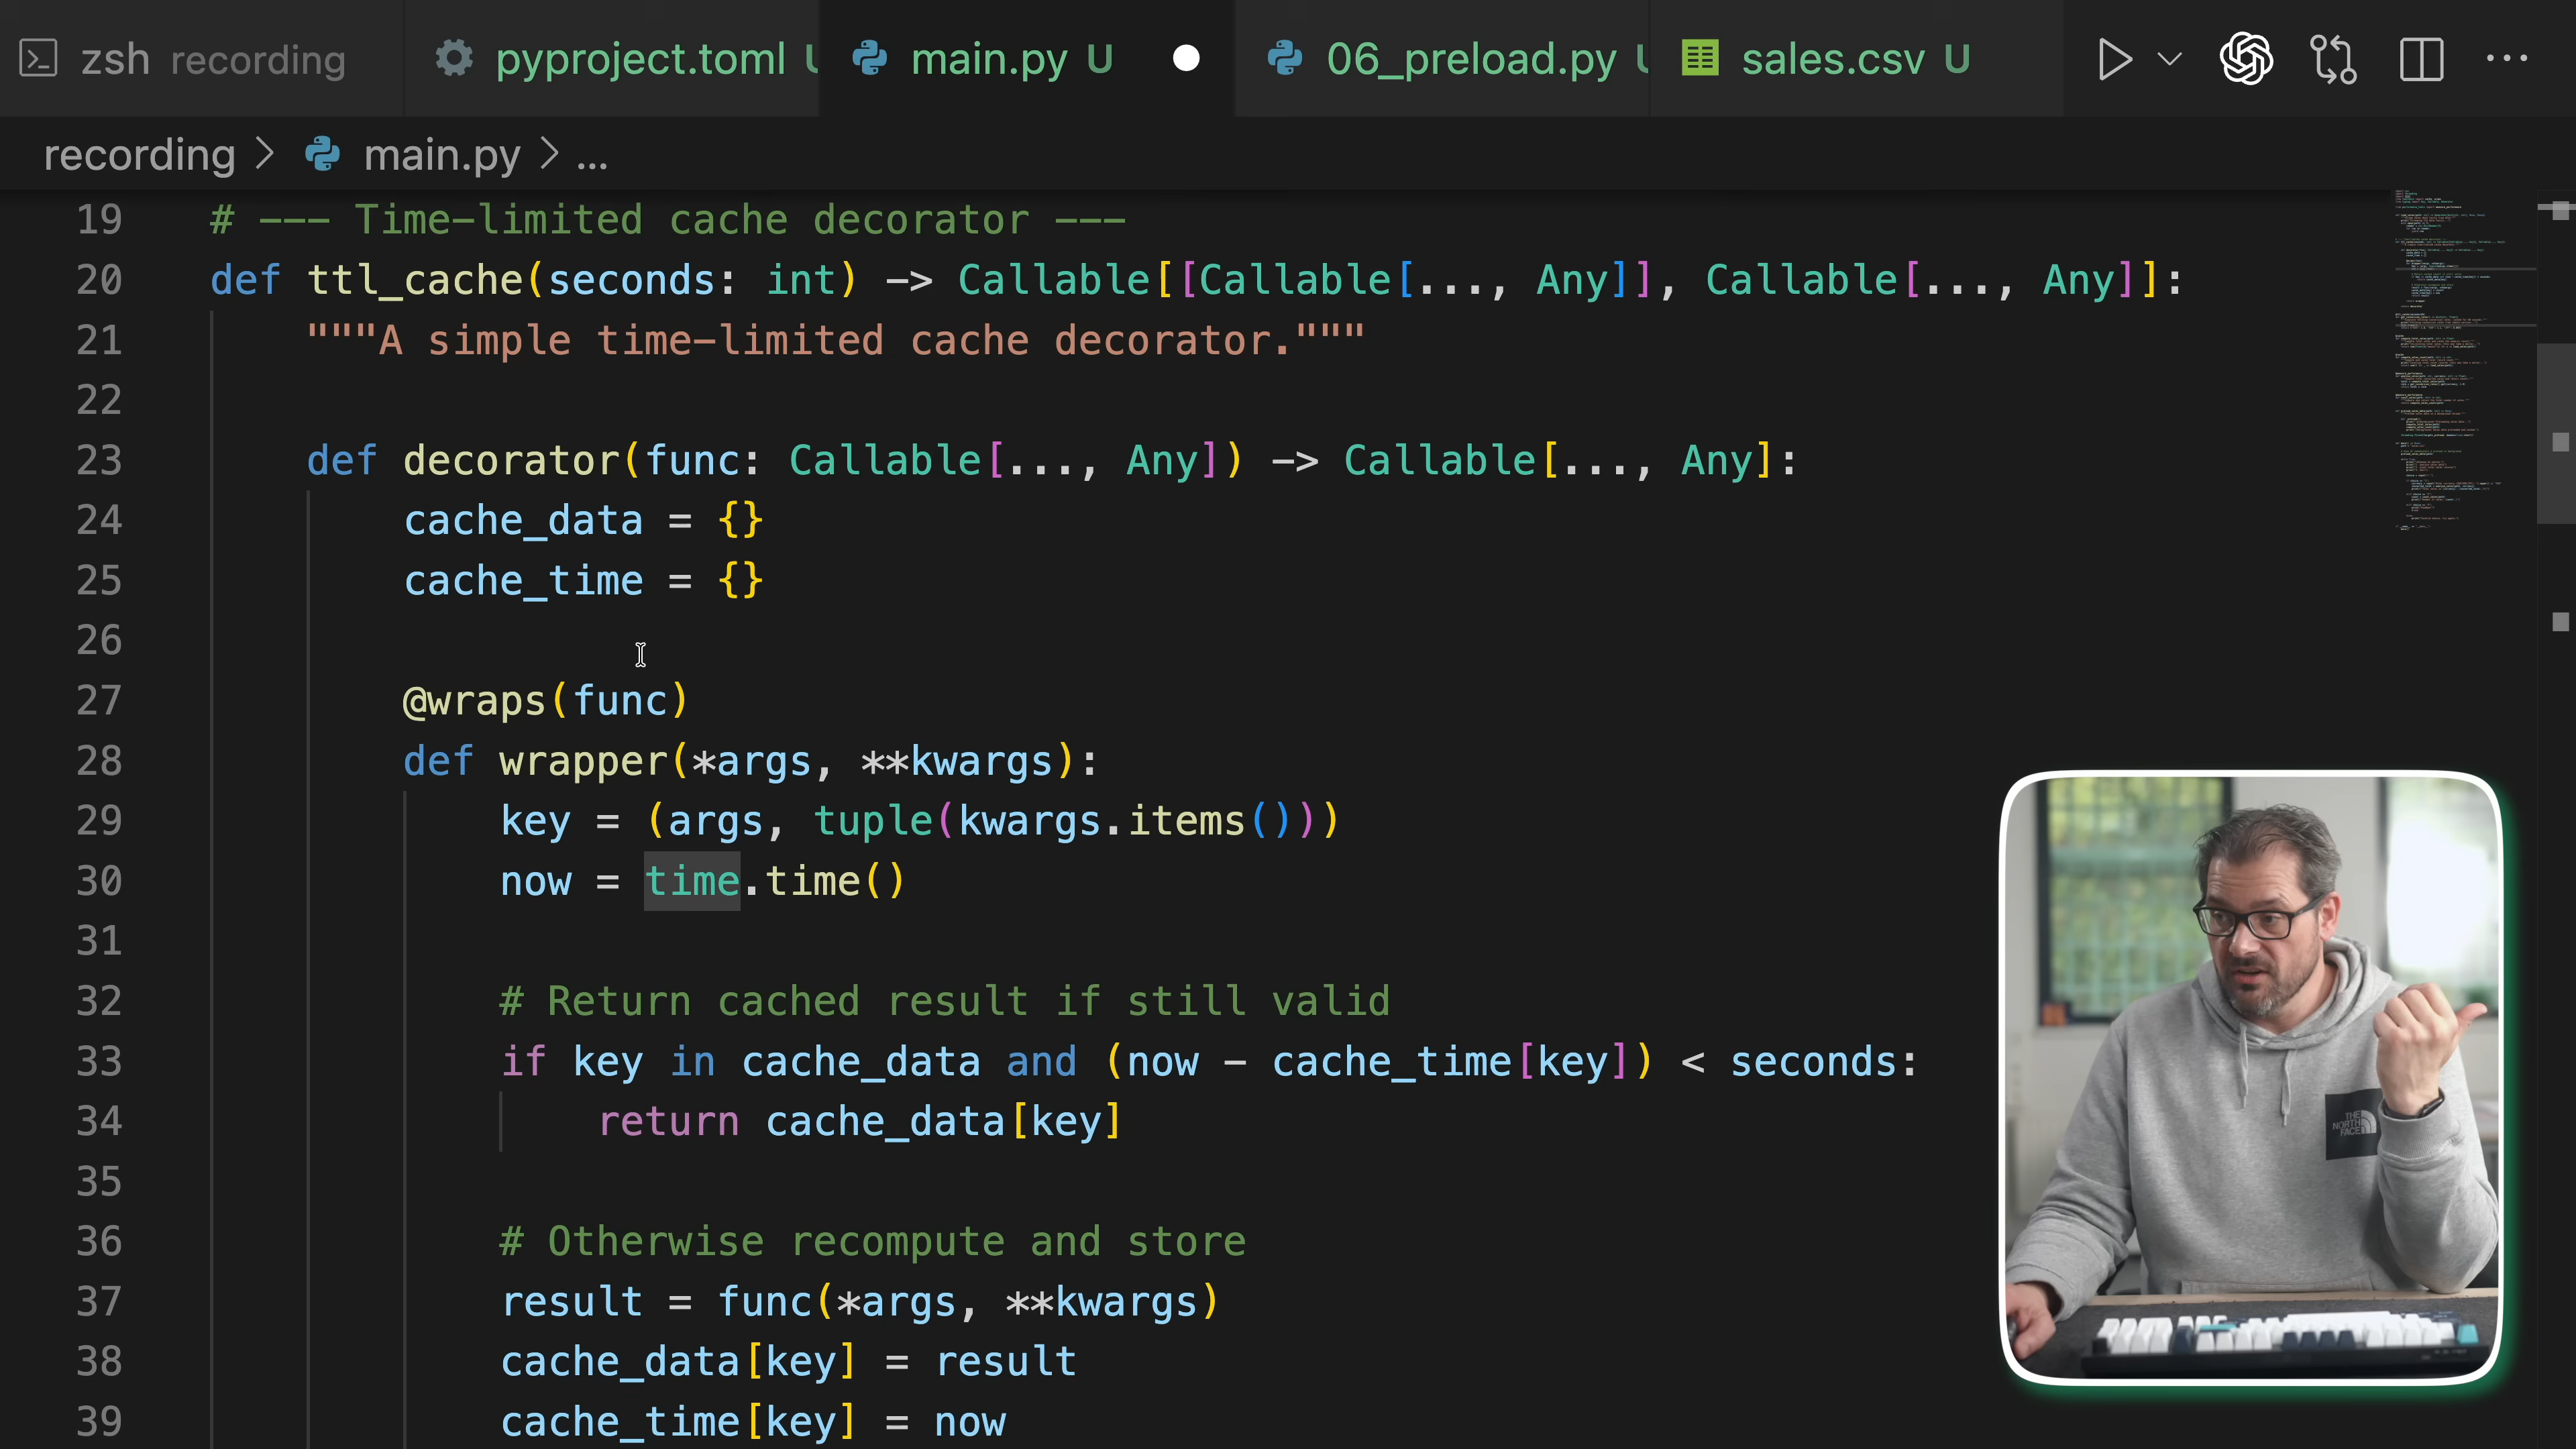 zsh recording
pyproject.toml U
main.py U
06_preload.py U
sales.csv U
recording > main.py > ...
19 # --- Time-limited cache decorator ---
20 def ttl_cache(seconds: int) -> Callable[[Callable[..., Any]], Callable[..., Any]]:
21 """A simple time-limited cache decorator."""
22
23 def decorator(func: Callable[..., Any]) -> Callable[..., Any]:
24 cache_data = {}
25 cache_time = {}
26
27 @wraps(func)
28 def wrapper(*args, **kwargs):
29 key = (args, tuple(kwargs.items()))
30 now = time.time()
31
32 # Return cached result if still valid
33 if key in cache_data and (now - cache_time[key]) < seconds:
34 return cache_data[key]
35
36 # Otherwise recompute and store
37 result = func(*args, **kwargs)
38 cache_data[key] = result
39 cache_time[key] = now
THE
NORTH
FACE